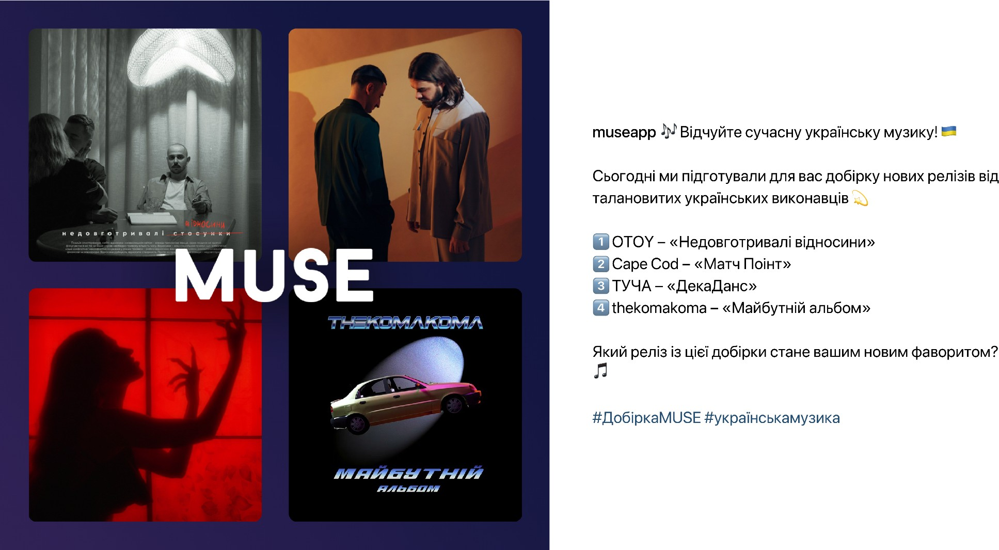 відносини
недовготривалі стосунки
MUSE
THEKOMAKOMA
МАЙБУТНІЙ
АЛЬБОМ
museapp 🎶 Відчуйте сучасну українську музику! 🇺🇦
Сьогодні ми підготували для вас добірку нових релізів від
талановитих українських виконавців 💫
1️⃣ OTOY – «Недовготривалі відносини»
2️⃣ Cape Cod – «Матч Поінт»
3️⃣ ТУЧА – «ДекаДанс»
4️⃣ thekomakoma – «Майбутній альбом»
Який реліз із цієї добірки стане вашим новим фаворитом?
🎵
#ДобіркаMUSE #українськамузика